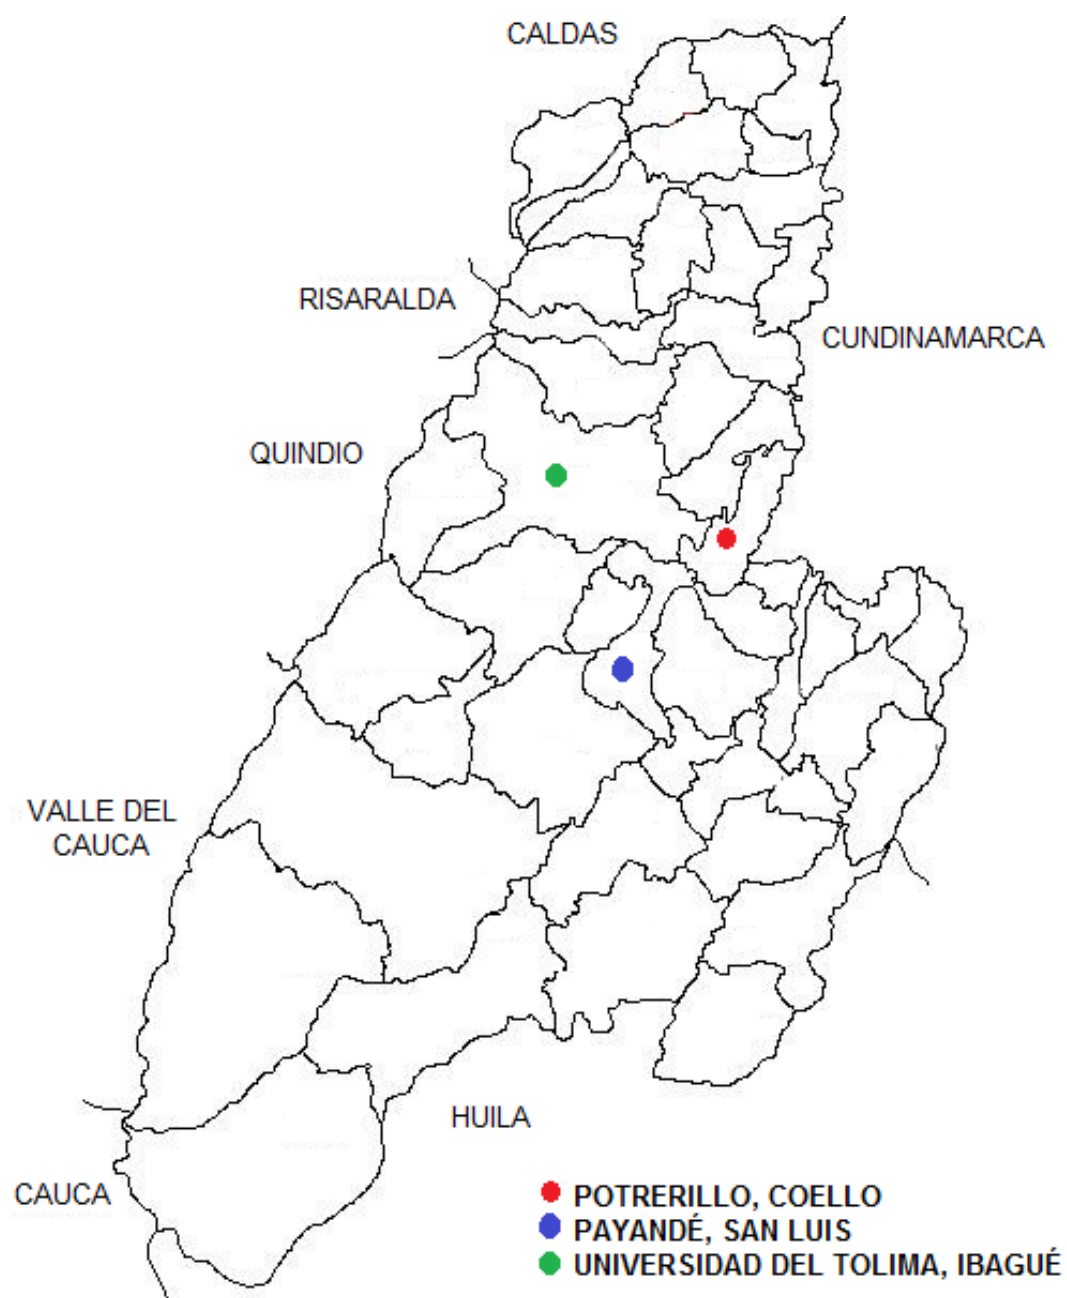 CALDAS
RISARALDA
CUNDINAMARCA
QUINDIO
VALLE DEL
CAUCA
HUILA
CAUCA
POTRERILLO, COELLO
PAYANDÉ, SAN LUIS
UNIVERSIDAD DEL TOLIMA, IBAGUÉ